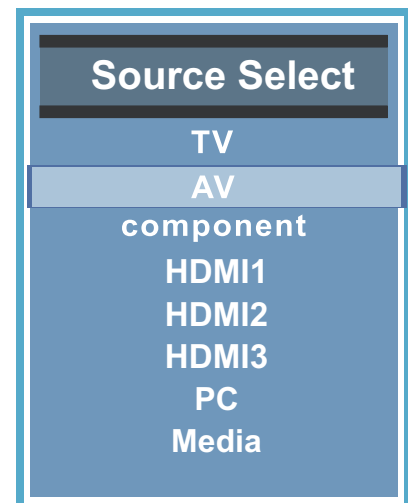 Source Select
TV
AV
component
HDMI1
HDMI2
HDMI3
PC
Media